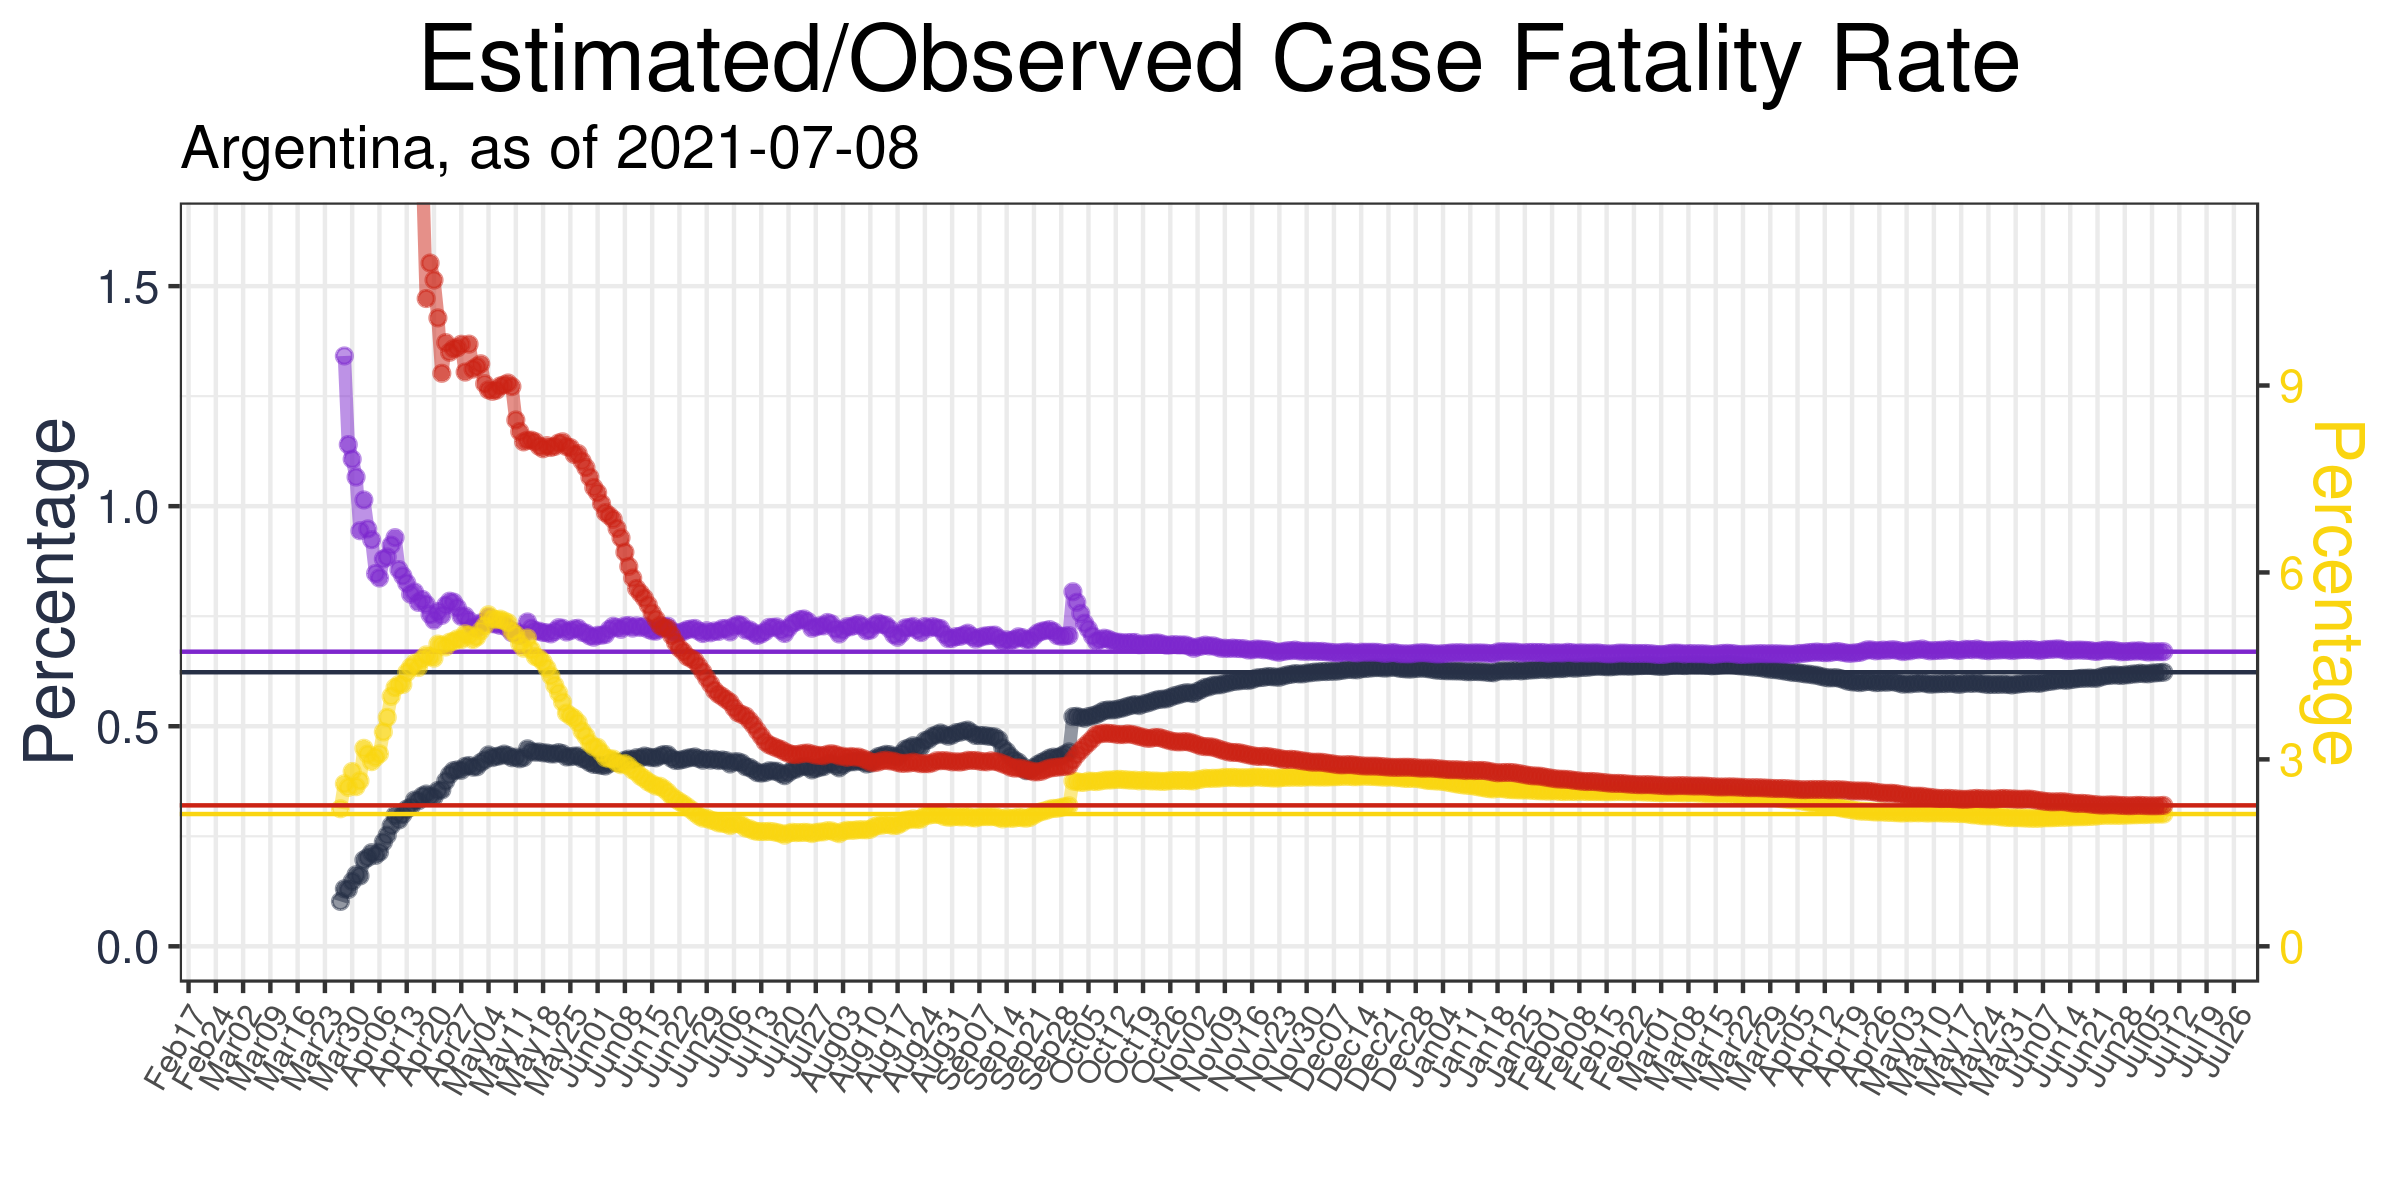 Estimated/Observed Case Fatality Rate
Argentina, as of 2021-07-08
Percentage
1.5
1.0
0.5
0.0
9
6
3
0
Percentage
Feb17
Feb24
Mar02
Mar09
Mar16
Mar23
Mar30
Apr06
Apr13
Apr20
Apr27
May04
May11
May18
May25
Jun01
Jun08
Jun15
Jun22
Jun29
Jul06
Jul13
Jul20
Jul27
Aug03
Aug10
Aug17
Aug24
Aug31
Sep07
Sep14
Sep21
Sep28
Oct05
Oct12
Oct19
Oct26
Nov02
Nov09
Nov16
Nov23
Nov30
Dec07
Dec14
Dec21
Dec28
Jan04
Jan11
Jan18
Jan25
Feb01
Feb08
Feb15
Feb22
Mar01
Mar08
Mar15
Mar22
Mar29
Apr05
Apr12
Apr19
Apr26
May03
May10
May17
May24
May31
Jun07
Jun14
Jun21
Jun28
Jul05
Jul12
Jul19
Jul26